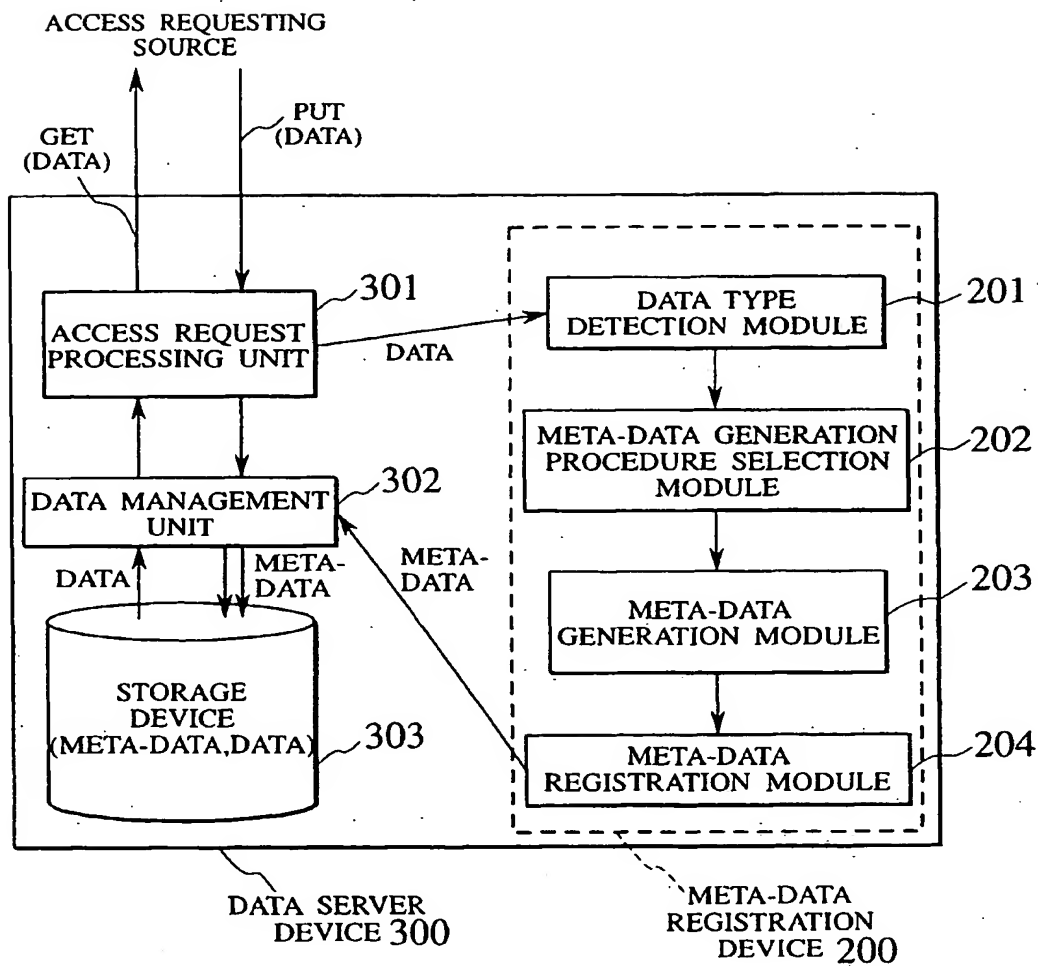 ACCESS REQUESTING
SOURCE
GET
(DATA)
PUT
(DATA)
301
ACCESS REQUEST
PROCESSING UNIT
DATA
DATA TYPE
DETECTION MODULE
201
META-DATA GENERATION
PROCEDURE SELECTION
MODULE
202
302
DATA MANAGEMENT
UNIT
DATA
META-
DATA
META-
DATA
META-DATA
GENERATION MODULE
203
STORAGE
DEVICE
(META-DATA,DATA)
303
META-DATA
REGISTRATION MODULE
204
DATA SERVER
DEVICE 300
META-DATA
REGISTRATION
DEVICE 200